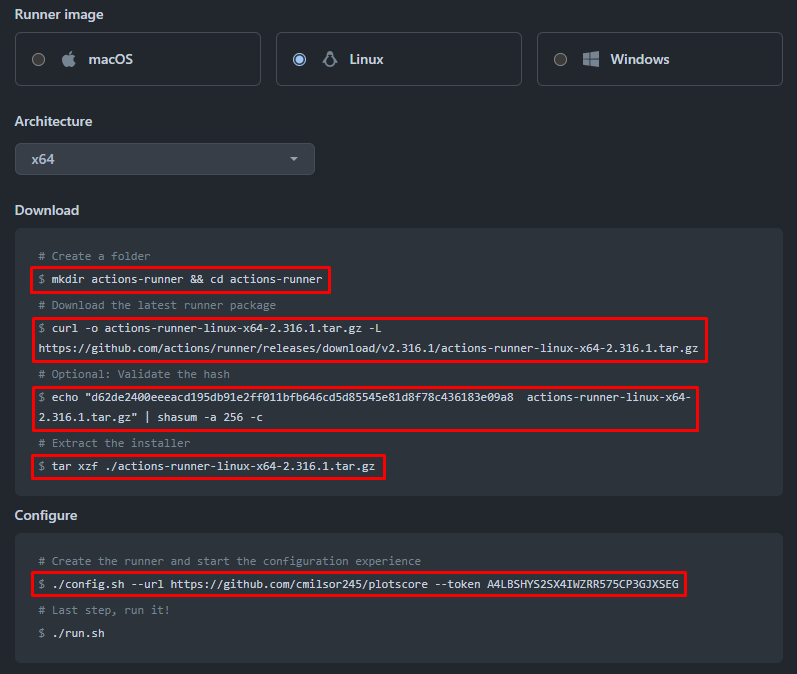 Runner image
macOS
Linux
Windows
Architecture
x64
Download
# Create a folder
$ mkdir actions-runner && cd actions-runner
# Download the latest runner package
$ curl -o actions-runner-linux-x64-2.316.1.tar.gz -L
https://github.com/actions/runner/releases/download/v2.316.1/actions-runner-linux-x64-2.316.1.tar.gz
# Optional: Validate the hash
$ echo "d62de2400eeeacd195db91e2ff011bfb646cd5d85545e81d8f78c436183e09a8  actions-runner-linux-x64-
2.316.1.tar.gz" | shasum -a 256 -c
# Extract the installer
$ tar xzf ./actions-runner-linux-x64-2.316.1.tar.gz
Configure
# Create the runner and start the configuration experience
$ ./config.sh --url https://github.com/cmilsor245/plotscore --token A4LBSHYS2SX4IWZRR575CP3GJXSEG
# Last step, run it!
$ ./run.sh